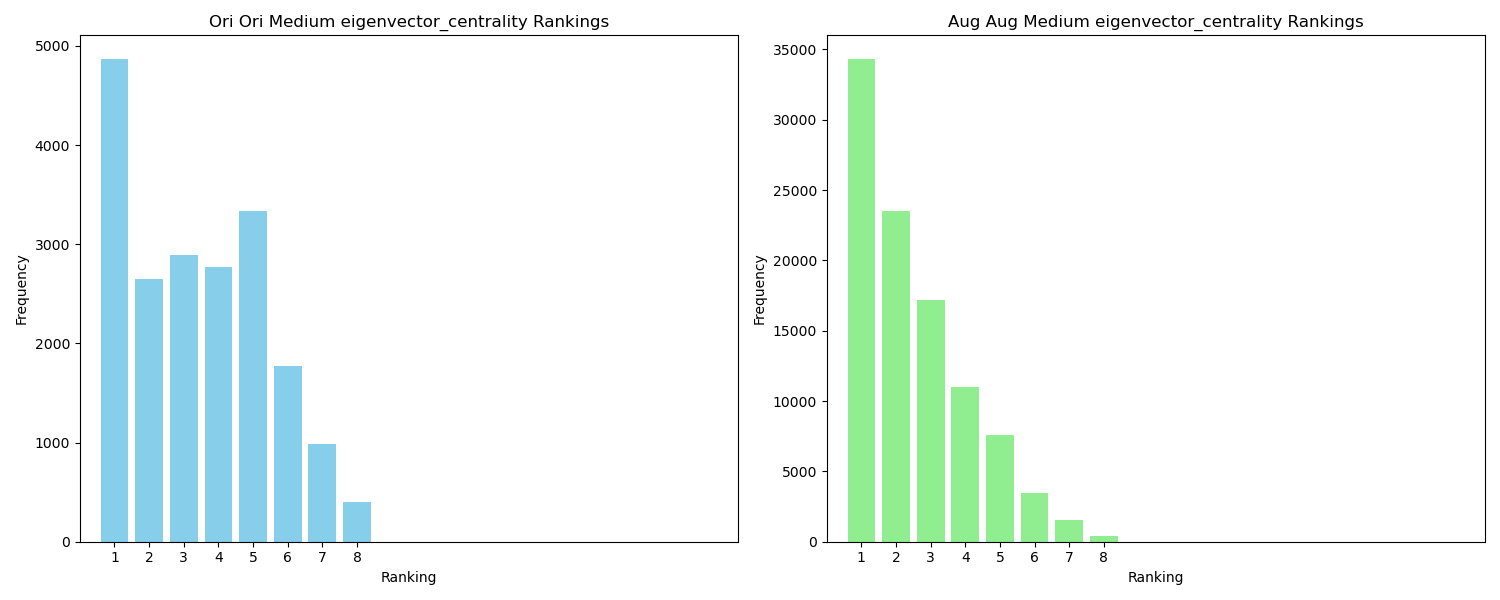 Ori Ori Medium eigenvector_centrality Rankings
5000
4000
3000
2000
1000
0
Frequency
1 2 3 4 5 6 7 8
Ranking
Aug Aug Medium eigenvector_centrality Rankings
35000
30000
25000
20000
15000
10000
5000
0
Frequency
1 2 3 4 5 6 7 8
Ranking